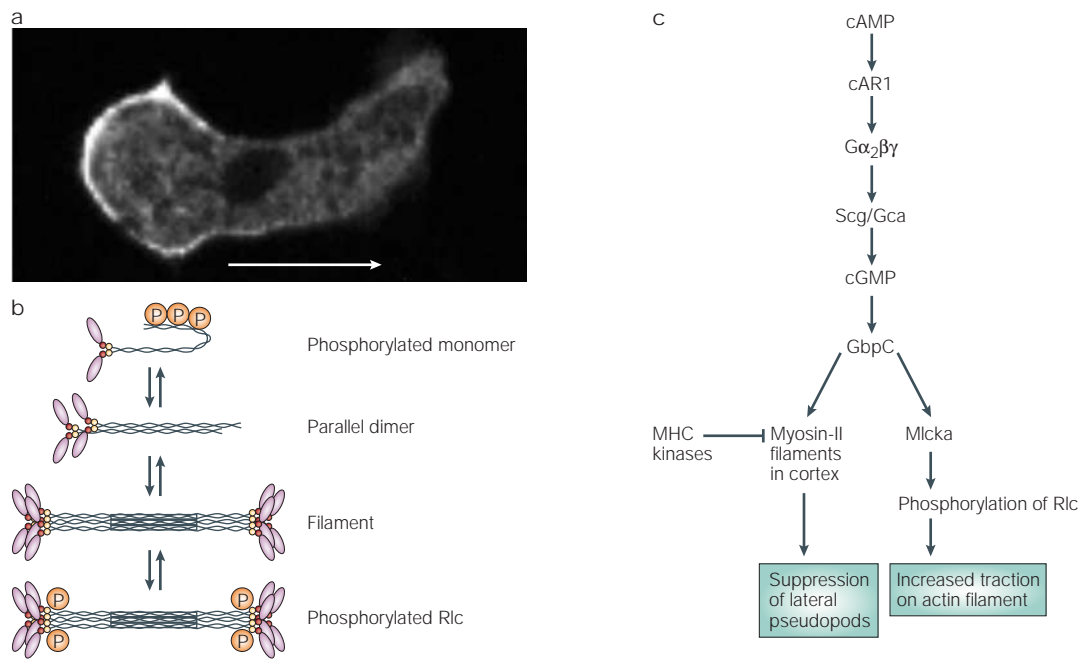 a
b
P P P
Phosphorylated monomer
Parallel dimer
Filament
P P
Phosphorylated Rlc
P P
c
cAMP
cAR1
Gα₂βγ
Scg/Gca
cGMP
GbpC
MHC
kinases
Myosin-II
filaments
in cortex
Mlcka
Phosphorylation of Rlc
Suppression
of lateral
pseudopods
Increased traction
on actin filament